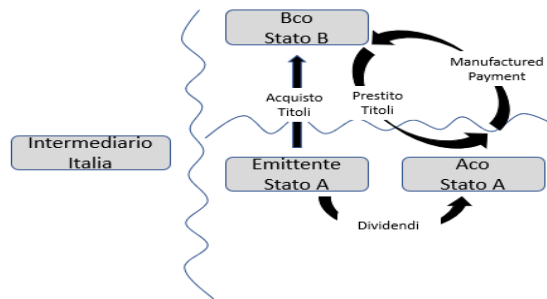 Bco
Stato B
Manufactured
Payment
Acquisto
Titoli
Prestito
Titoli
Intermediario
Italia
Emittente
Stato A
Aco
Stato A
Dividendi